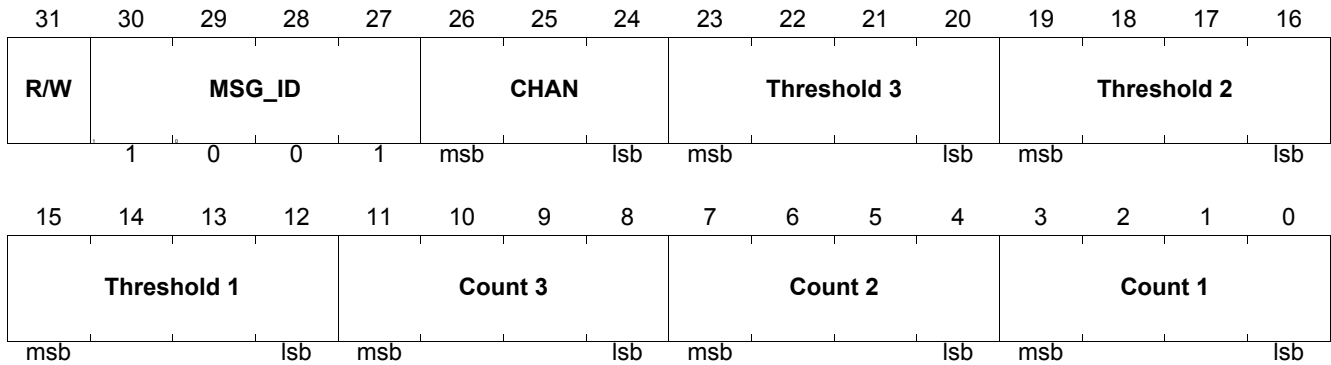 31 30 29 28 27 26 25 24 23 22 21 20 19 18 17 16
R/W MSG_ID CHAN Threshold 3 Threshold 2
1 0 0 1 msb lsb msb lsb msb lsb
15 14 13 12 11 10 9 8 7 6 5 4 3 2 1 0
Threshold 1 Count 3 Count 2 Count 1
msb lsb msb lsb msb lsb msb lsb